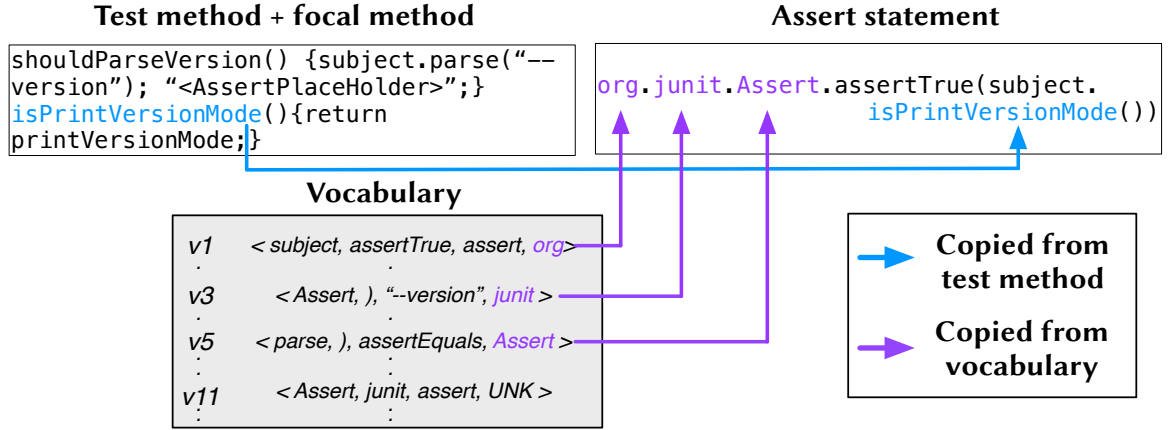 Test method + focal method
shouldParseVersion() {subject.parse(“--
version”); “<AssertPlaceHolder>”;}
isPrintVersionMode(){return
printVersionMode;}
Assert statement
org.junit.Assert.assertTrue(subject.
isPrintVersionMode())
Vocabulary
v1 < subject, assertTrue, assert, org>
. .
v3 < Assert, ), “--version”, junit >
. .
v5 < parse, ), assertEquals, Assert >
: :
v11 < Assert, junit, assert, UNK >
: :
Copied from
test method
Copied from
vocabulary